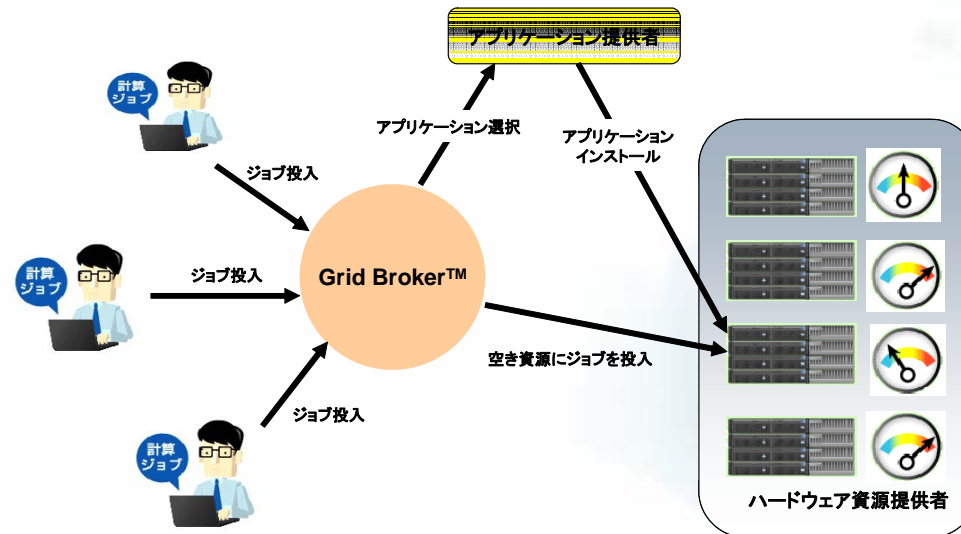 アプリケーション提供者
計算
ジョブ
アプリケーション選択
アプリケーション
インストール
ジョブ投入
計算
ジョブ
ジョブ投入
Grid Broker™
空き資源にジョブを投入
ジョブ投入
計算
ジョブ
ハードウェア資源提供者